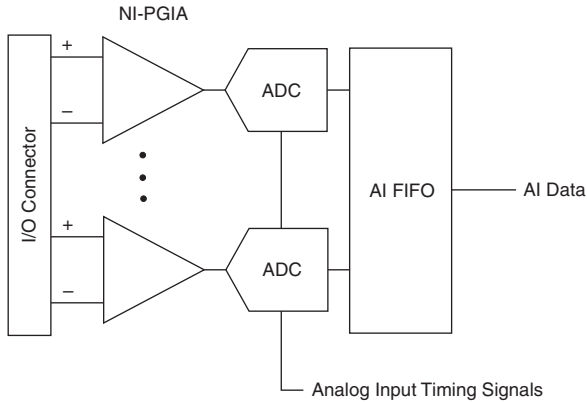 NI-PGIA
+
−
ADC
I/O Connector
+
−
ADC
AI FIFO
AI Data
Analog Input Timing Signals